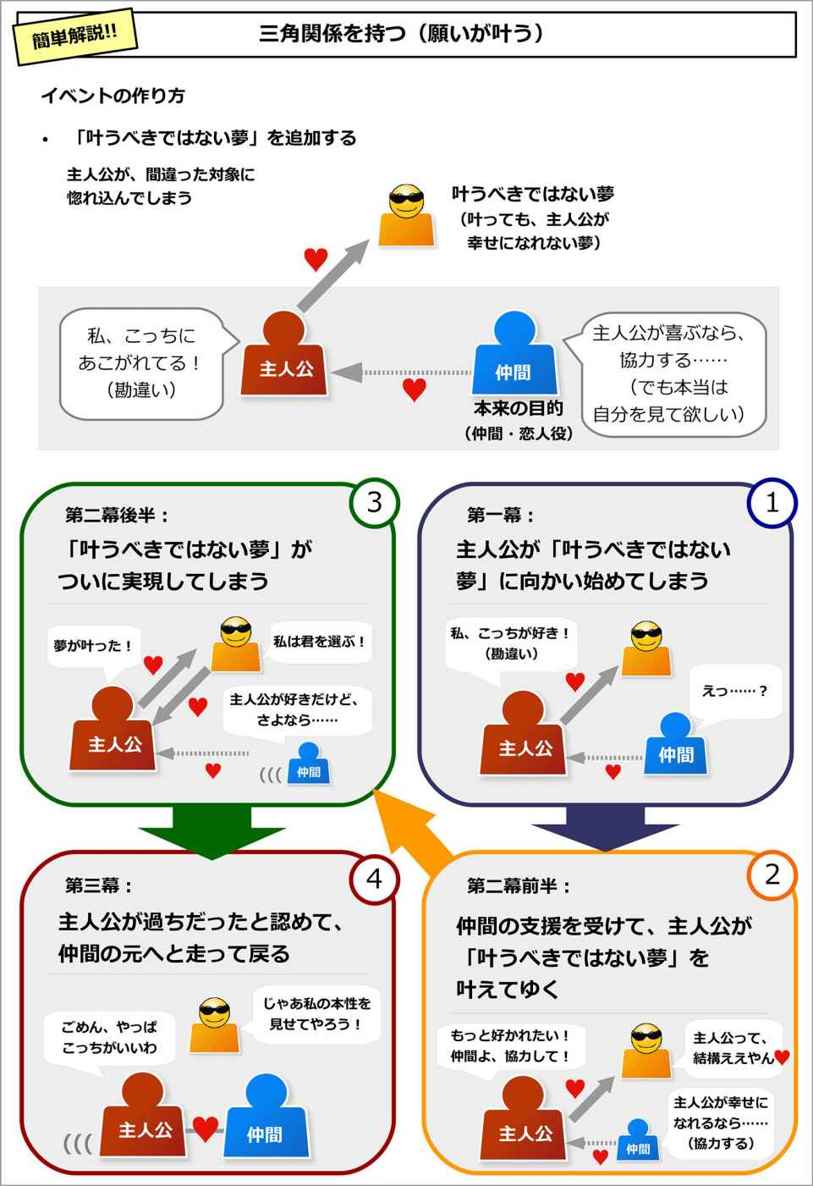 簡単解説!!
三角関係を持つ（願いが叶う）
イベントの作り方
• 「叶うべきではない夢」を追加する
主人公が、間違った対象に
惚れ込んでしまう
叶うべきではない夢
（叶っても、主人公が
幸せになれない夢）
私、こっちに
あこがれてる！
（勘違い）
主人公
仲間
本来の目的
（仲間・恋人役）
主人公が喜ぶなら、
協力する……
（でも本当は
自分を見て欲しい）
1
第一幕：
主人公が「叶うべきではない
夢」に向かい始めてしまう
私、こっちが好き！
（勘違い）
えっ……？
主人公
仲間
2
第二幕前半：
仲間の支援を受けて、主人公が
「叶うべきではない夢」を
叶えてゆく
もっと好かれたい！
仲間よ、協力して！
主人公って、
結構ええやん
主人公が幸せに
なれるなら……
（協力する）
主人公
仲間
3
第二幕後半：
「叶うべきではない夢」が
ついに実現してしまう
夢が叶った！
私は君を選ぶ！
主人公が好きだけど、
さよなら……
主人公
(((
仲間
4
第三幕：
主人公が過ちだったと認めて、
仲間の元へと走って戻る
ごめん、やっぱ
こっちがいいわ
じゃあ私の本性を
見せてやろう！
(((
主人公
仲間